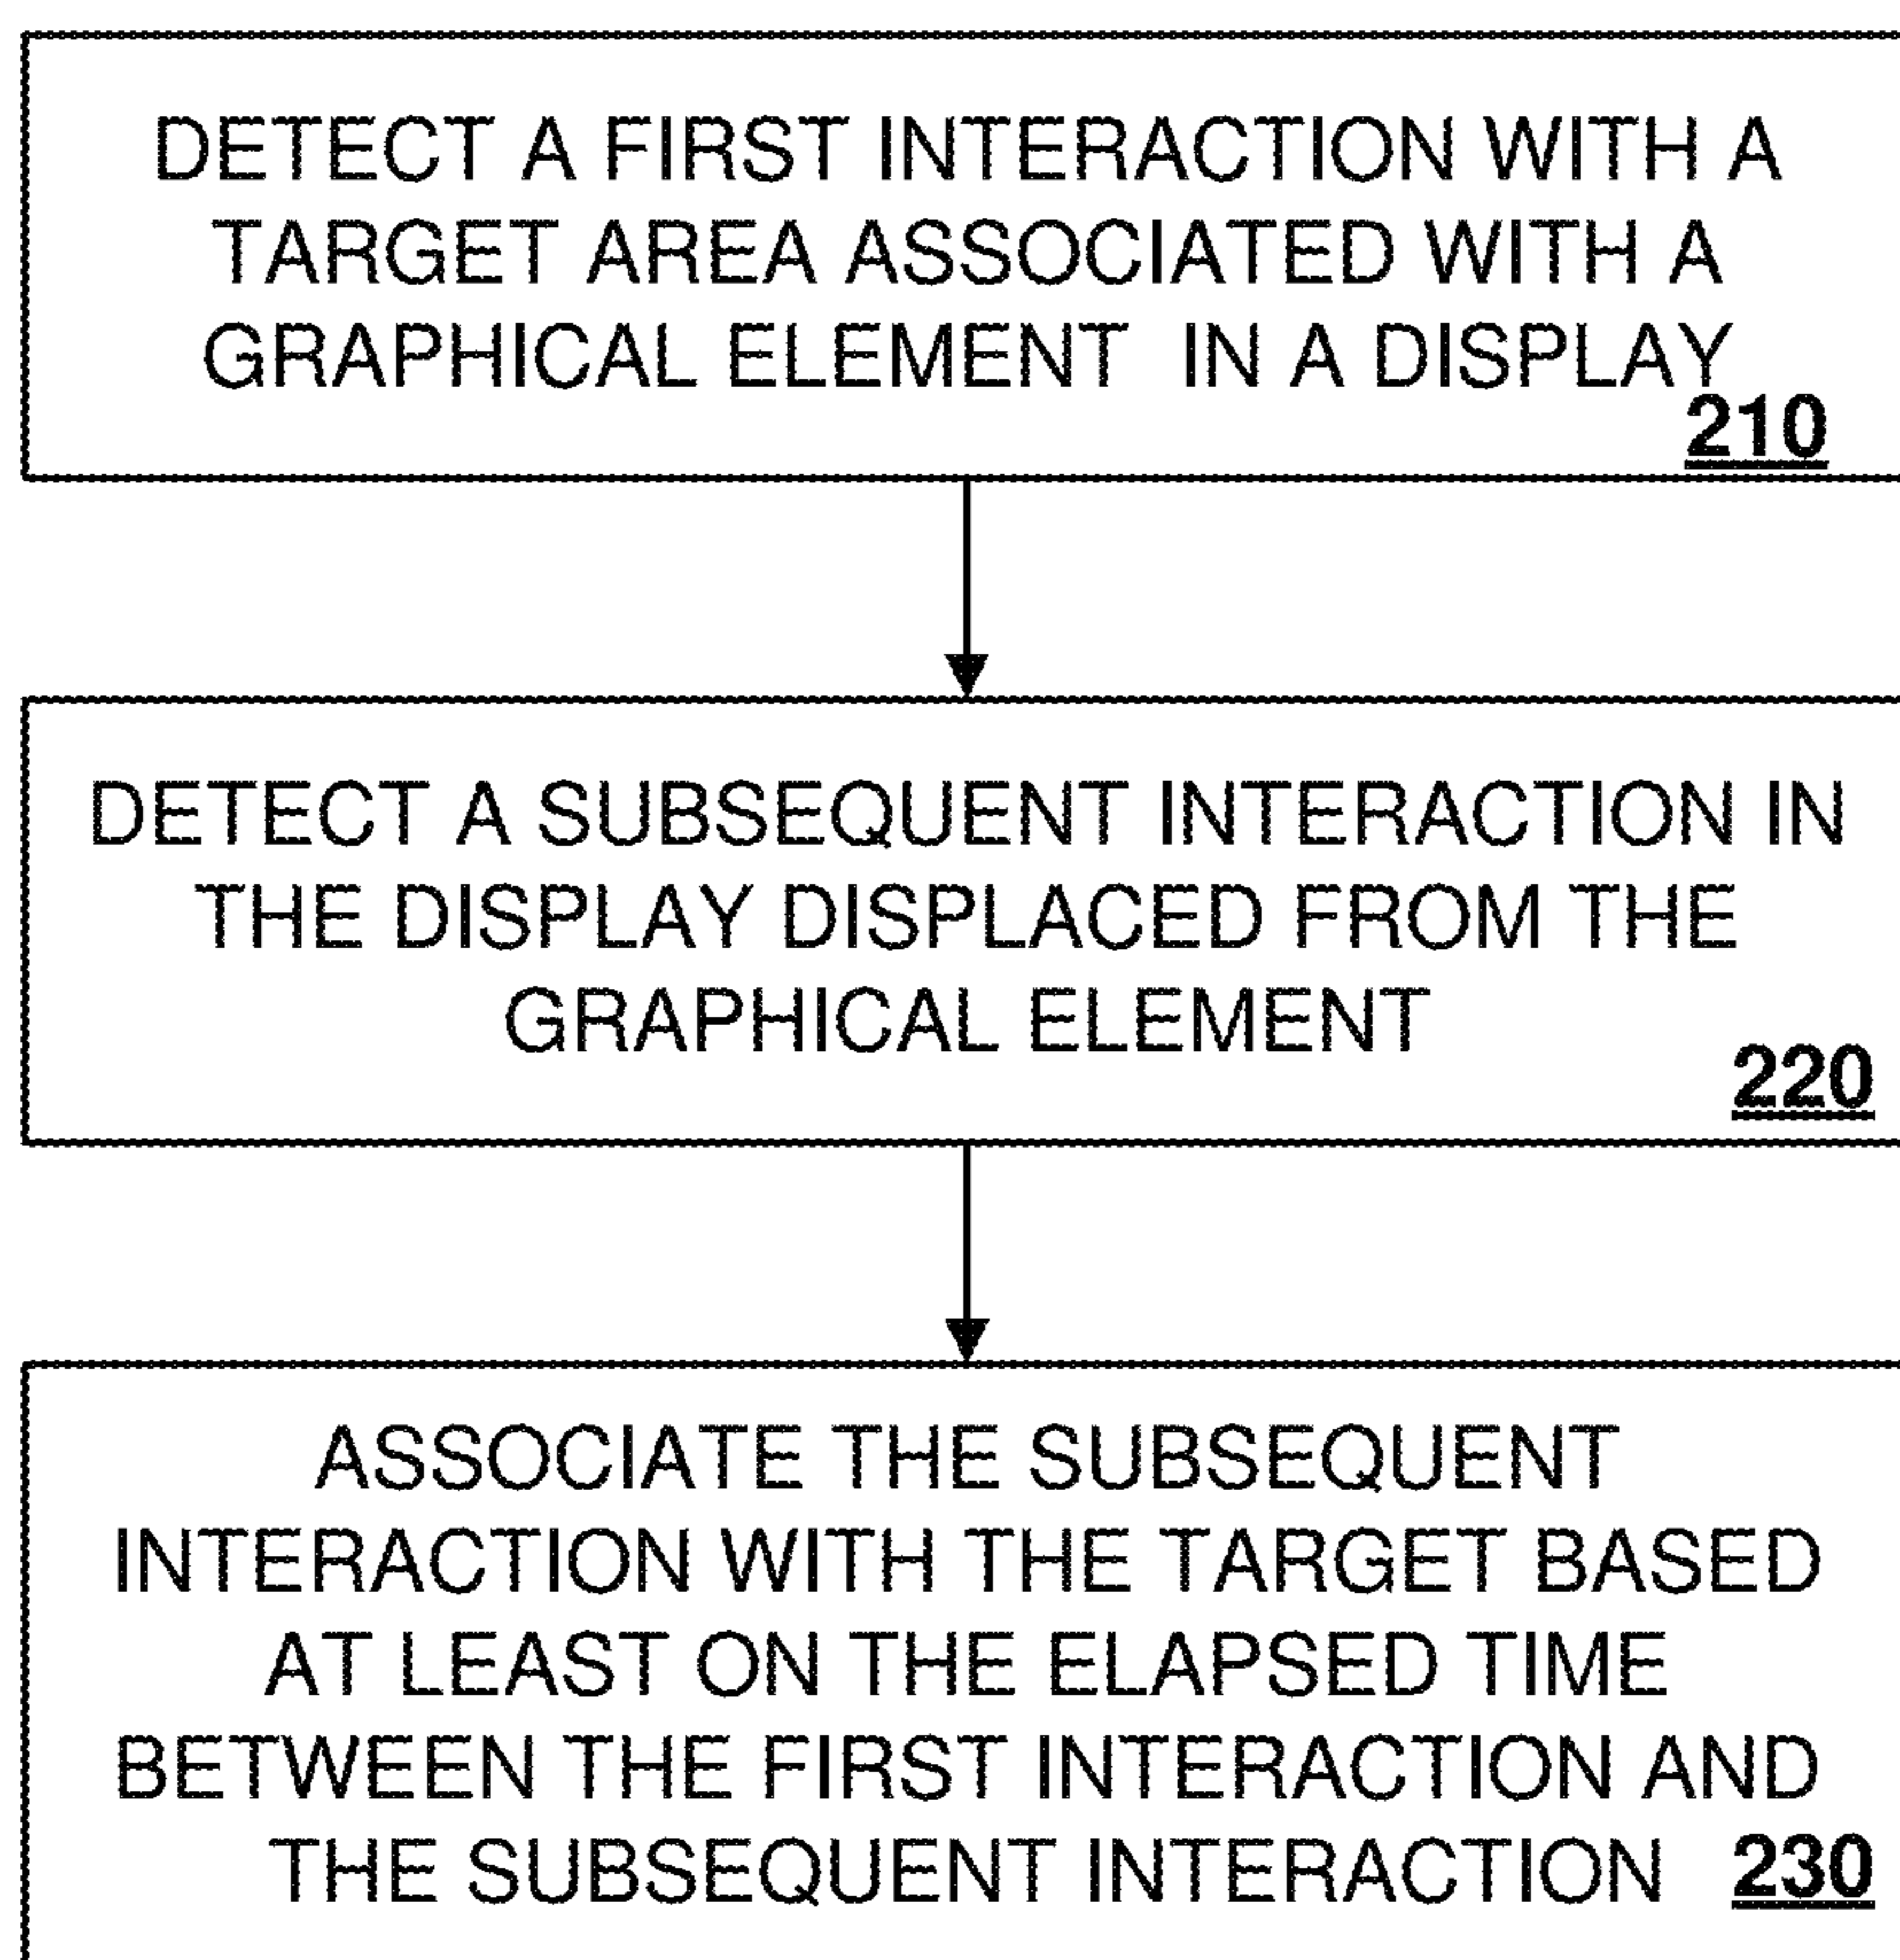 DETECT A FIRST INTERACTION WITH A
TARGET AREA ASSOCIATED WITH A
GRAPHICAL ELEMENT IN A DISPLAY
210
DETECT A SUBSEQUENT INTERACTION IN
THE DISPLAY DISPLACED FROM THE
GRAPHICAL ELEMENT
220
ASSOCIATE THE SUBSEQUENT
INTERACTION WITH THE TARGET BASED
AT LEAST ON THE ELAPSED TIME
BETWEEN THE FIRST INTERACTION AND
THE SUBSEQUENT INTERACTION 230